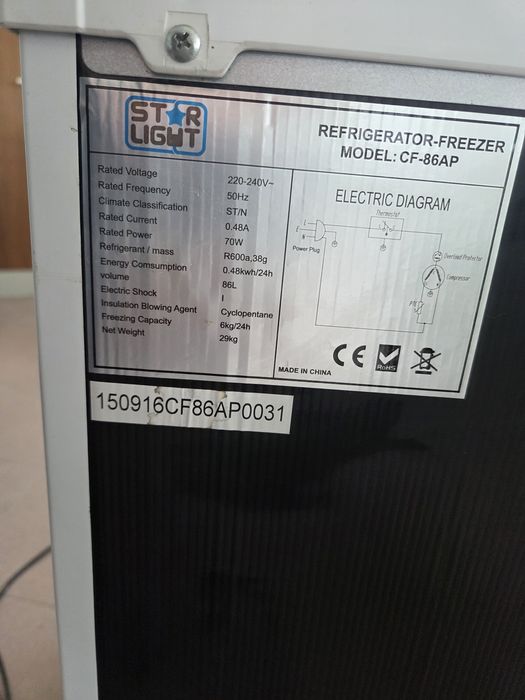 STAR
LIGHT
REFRIGERATOR-FREEZER
MODEL: CF-86AP
Rated Voltage 220-240V~
Rated Frequency 50Hz
Climate Classification ST/N
Rated Current 0.48A
Rated Power 70W
Refrigerant / mass R600a,38g
Energy Comsumption 0.48kwh/24h
volume 86L
Electric Shock I
Insulation Blowing Agent Cyclopentane
Freezing Capacity 6kg/24h
Net Weight 29kg
ELECTRIC DIAGRAM
Thermostat
L
E
N
Power Plug
Overload Protector
Compressor
PTC
CE
RoHS
MADE IN CHINA
150916CF86AP0031